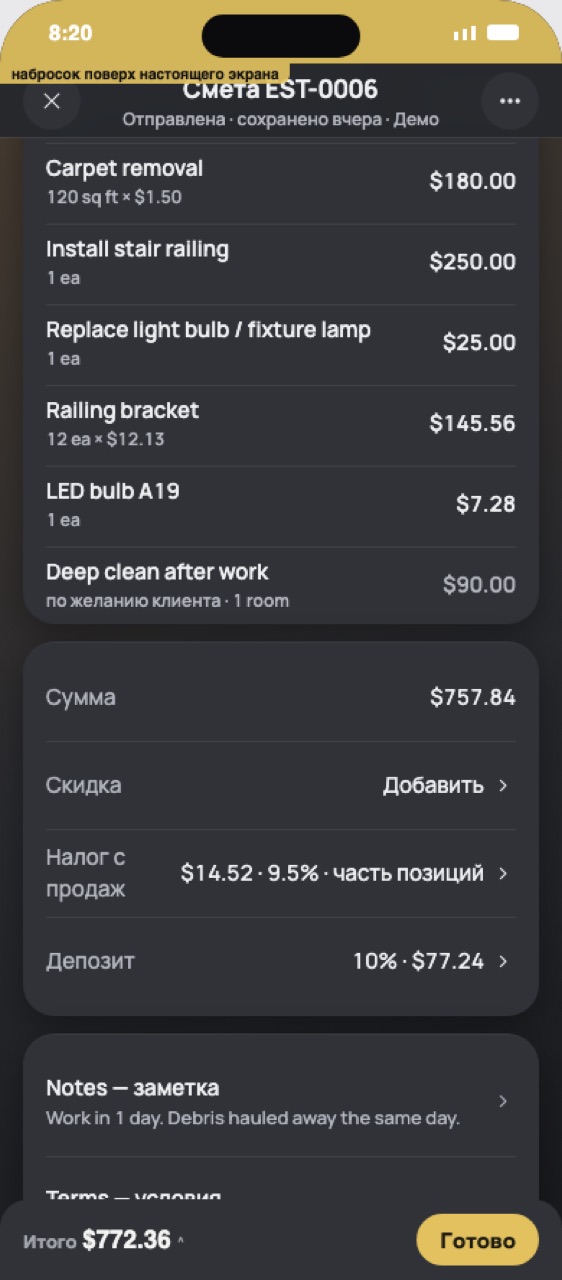 8:20
набросок поверх настоящего экрана
Смета EST-0006
Отправлена · сохранено вчера · Демо
Carpet removal
$180.00
120 sq ft × $1.50
Install stair railing
$250.00
1 ea
Replace light bulb / fixture lamp
$25.00
1 ea
Railing bracket
$145.56
12 ea × $12.13
LED bulb A19
$7.28
1 ea
Deep clean after work
$90.00
по желанию клиента · 1 room
Сумма
$757.84
Скидка
Добавить
Налог с продаж
$14.52 · 9.5% · часть позиций
Депозит
10% · $77.24
Notes — заметка
Work in 1 day. Debris hauled away the same day.
Terms — условия
Итого $772.36
Готово